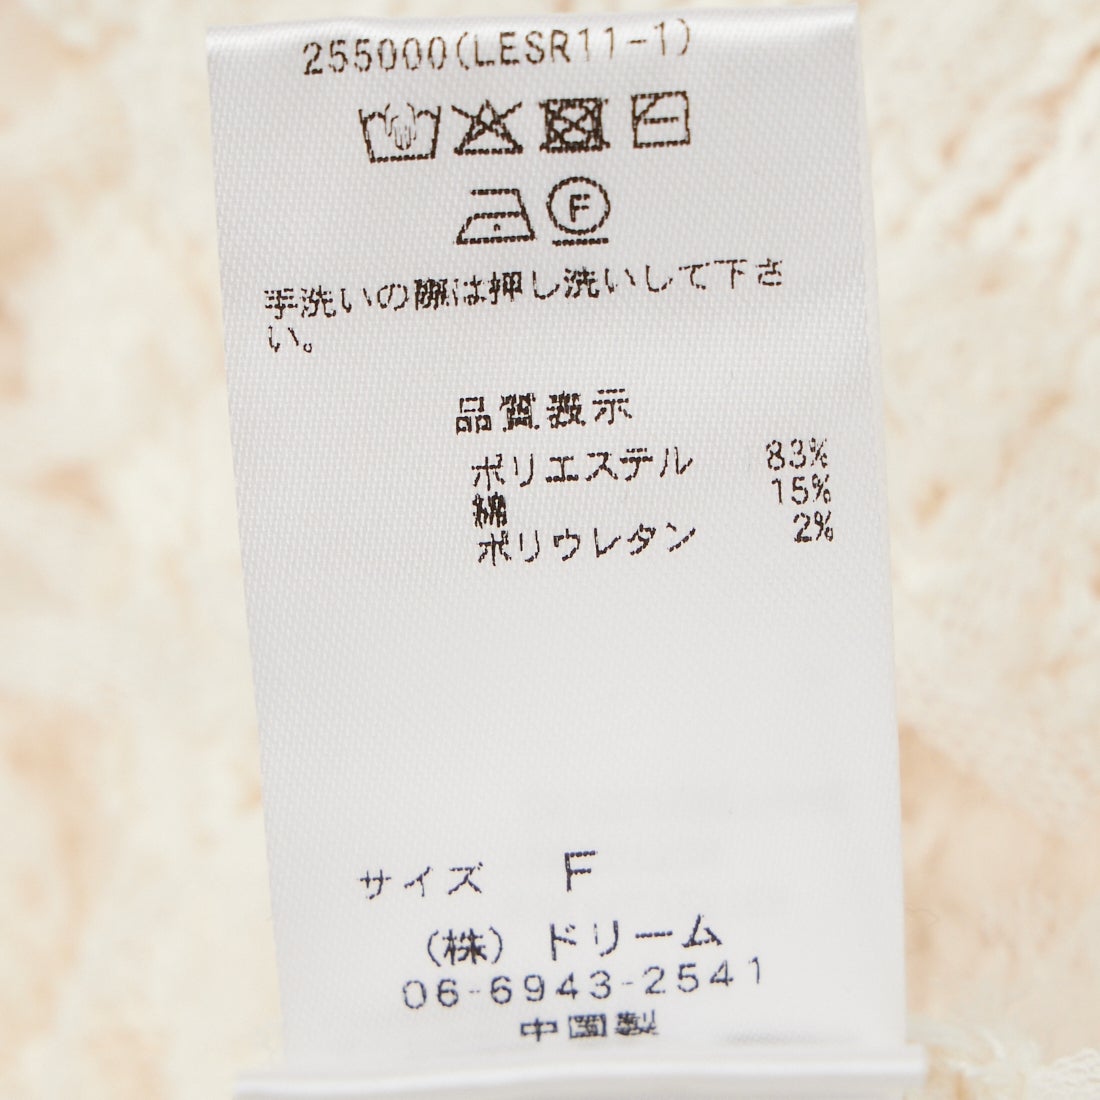 255000(LESR11-1)
F
手洗いの際は押し洗いして下さ
い。
品質表示
ポリエステル 83%
綿 15%
ポリウレタン 2%
サイズ F
(株) ドリーム
06-6943-2541
中国製